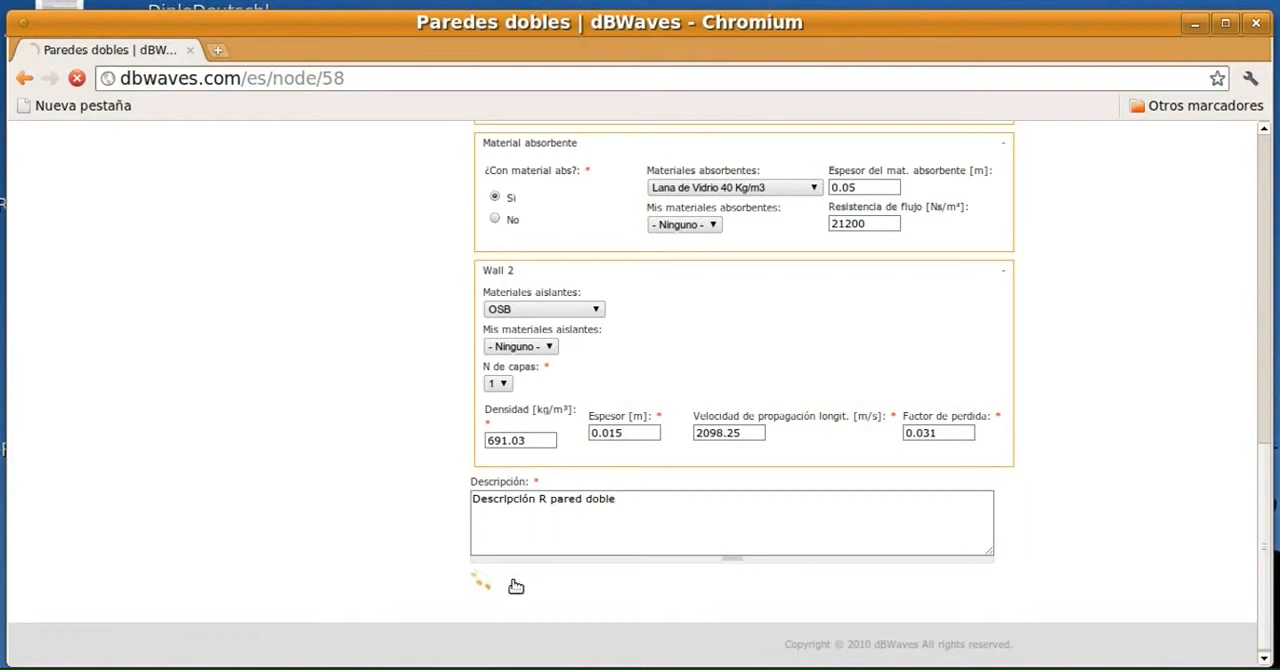 DiploDeutschl
Paredes dobles | dBWaves - Chromium
Paredes dobles | dBW...
dbwaves.com/es/node/58
Nueva pestaña
Otros marcadores
Material absorbente
¿Con material abs?: *
Si
No
Materiales absorbentes:
Lana de Vidrio 40 Kg/m3
Mis materiales absorbentes:
- Ninguno -
Espesor del mat. absorbente [m]:
0.05
Resistencia de flujo [Ns/m⁴]:
21200
Wall 2
Materiales aislantes:
OSB
Mis materiales aislantes:
- Ninguno -
N de capas: *
1
Densidad [kg/m³]: *
691.03
Espesor [m]: *
0.015
Velocidad de propagación longit. [m/s]: *
2098.25
Factor de perdida: *
0.031
Descripción: *
Descripción R pared doble
Copyright © 2010 dBWaves All rights reserved.